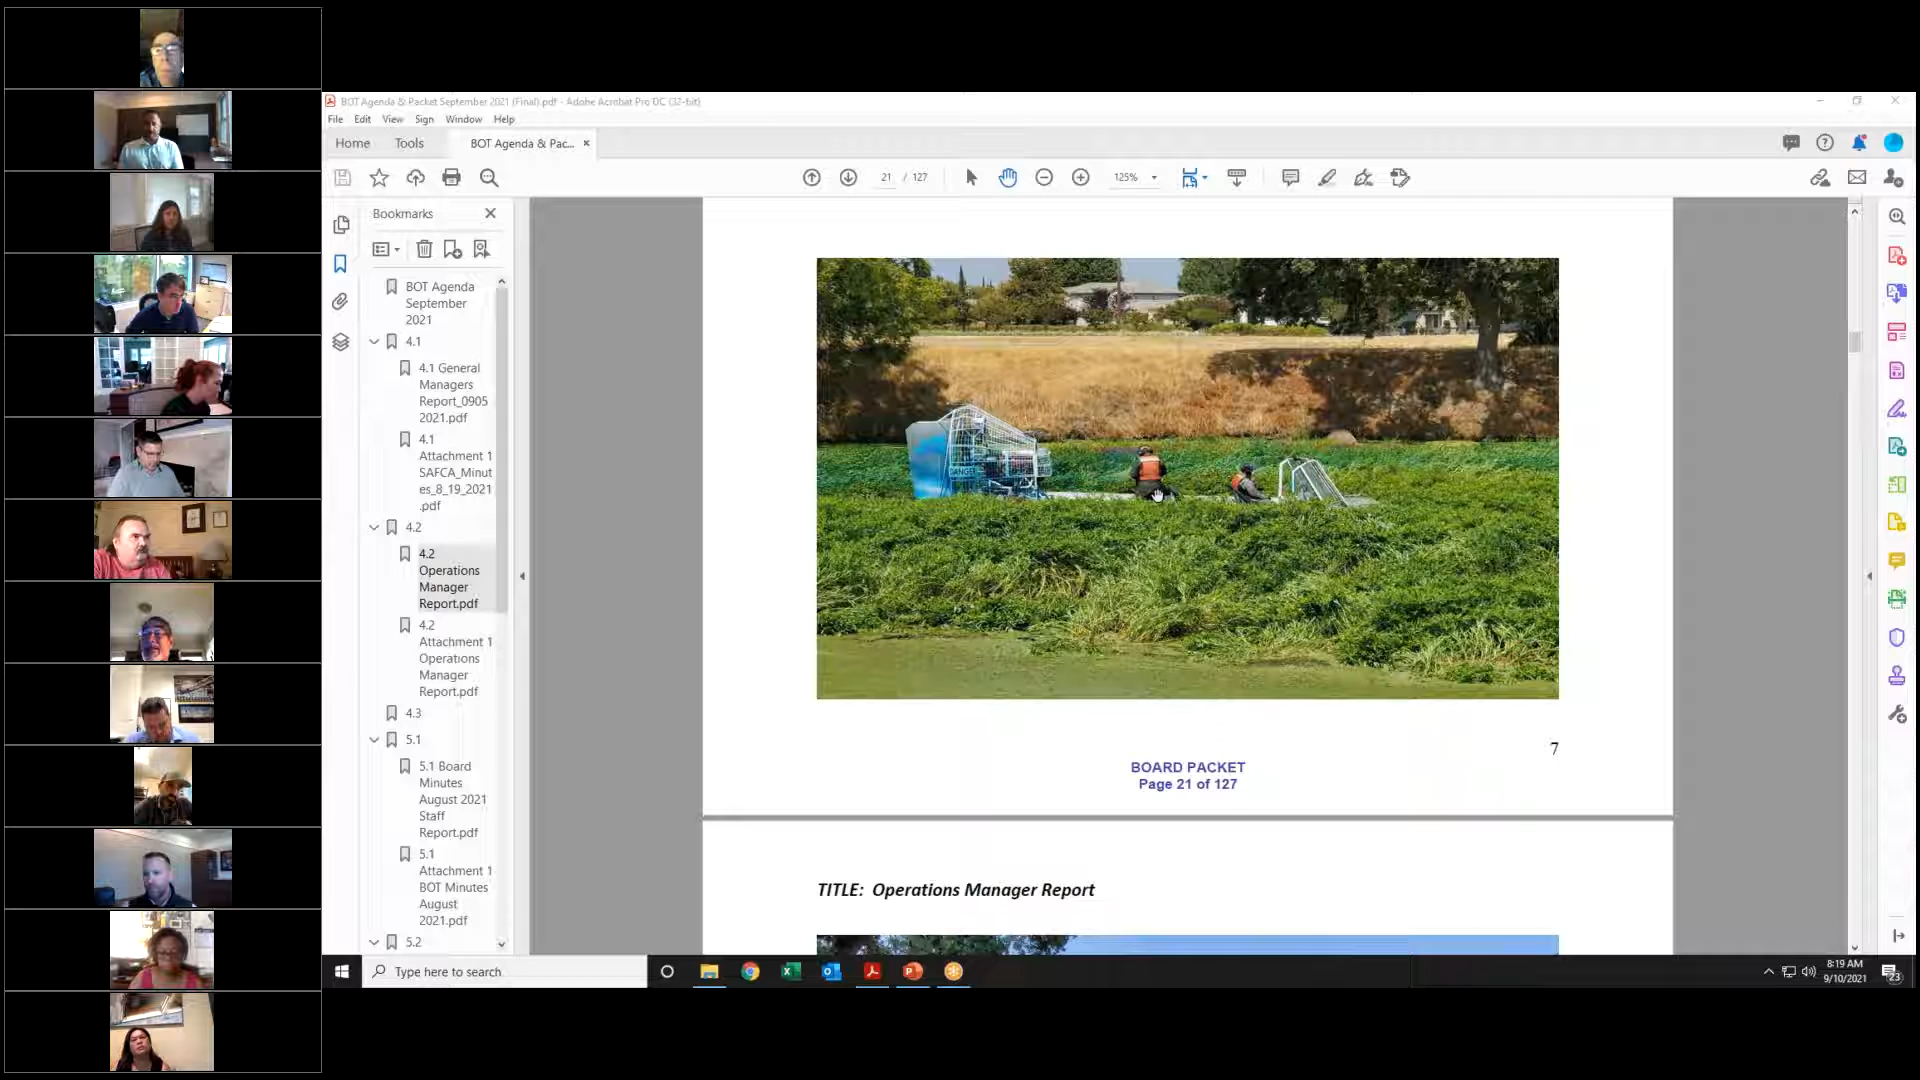 BOT Agenda & Packet September 2021 (Final).pdf - Adobe Acrobat Pro DC (32-bit)
File Edit View Sign Window Help
Home Tools BOT Agenda & Pac... ×
21 / 127 125%
Bookmarks
BOT Agenda
September
2021
4.1
4.1 General
Managers
Report_0905
2021.pdf
4.1
Attachment 1
SAFCA_Minut
es_8_19_2021
.pdf
4.2
4.2
Operations
Manager
Report.pdf
4.2
Attachment 1
Operations
Manager
Report.pdf
4.3
5.1
5.1 Board
Minutes
August 2021
Staff
Report.pdf
5.1
Attachment 1
BOT Minutes
August
2021.pdf
5.2
DANGER
7
BOARD PACKET
Page 21 of 127
TITLE: Operations Manager Report
Type here to search
8:19 AM
9/10/2021
23